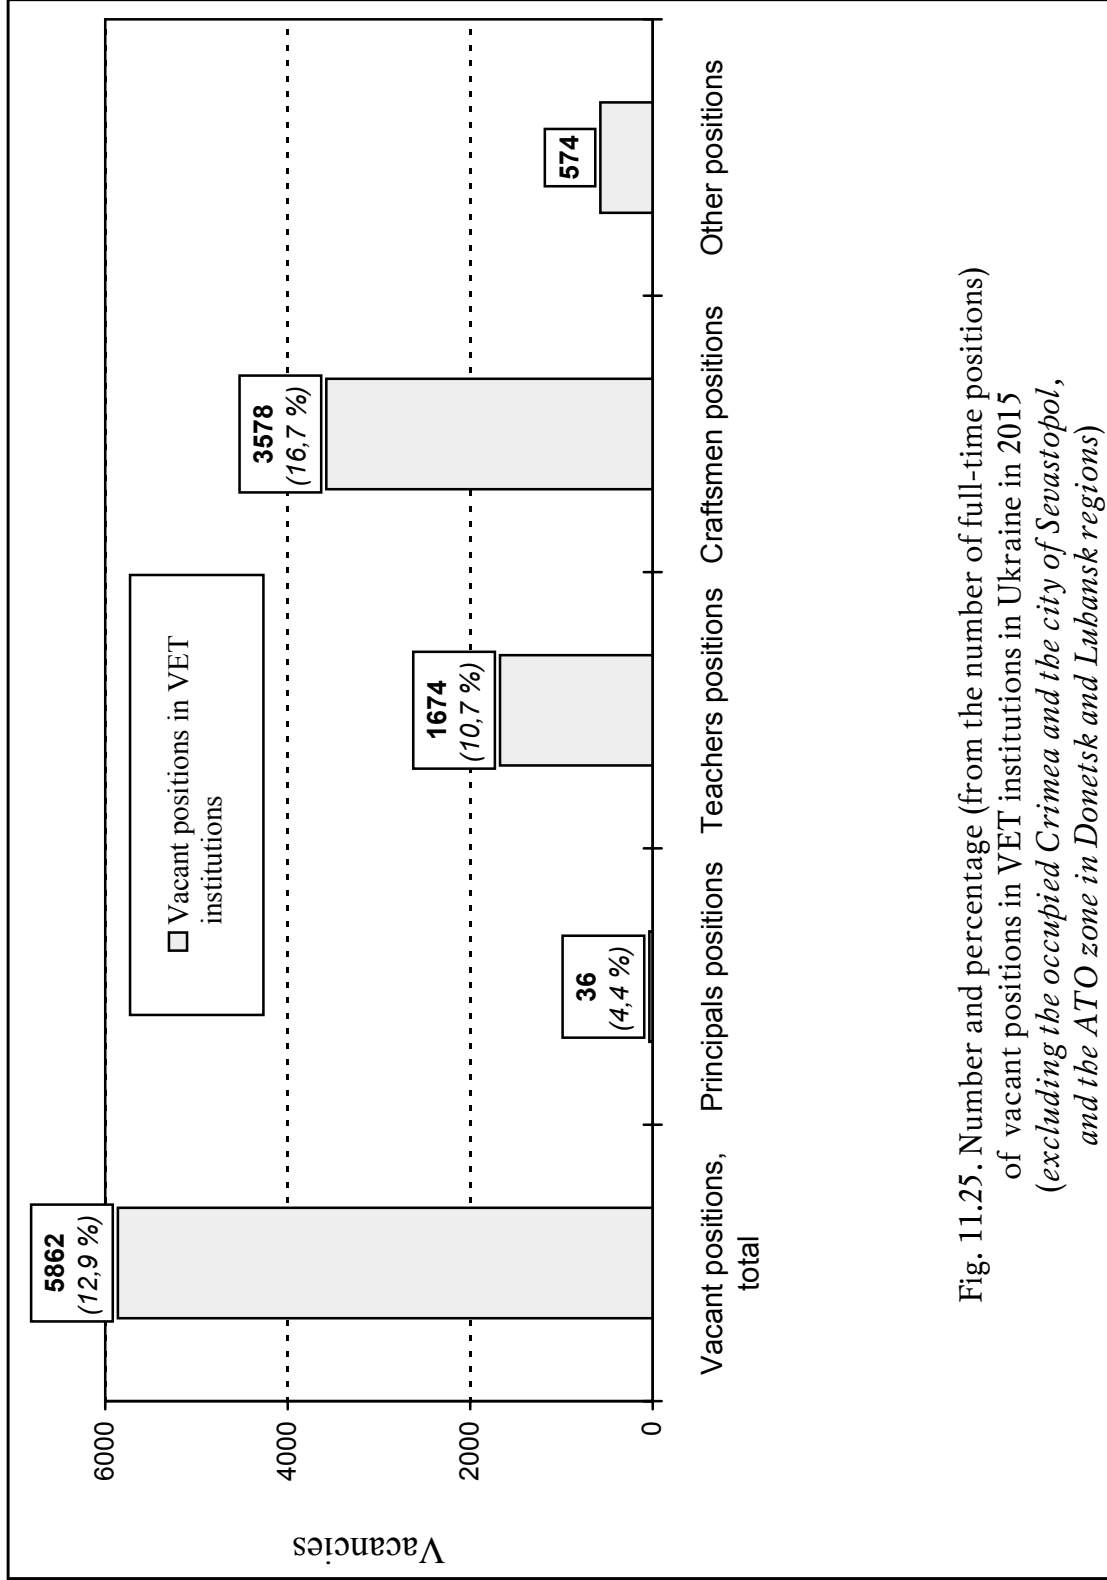 Vacancies
6000
4000
2000
0
Vacant positions in VET
institutions
5862
(12,9 %)
36
(4,4 %)
1674
(10,7 %)
3578
(16,7 %)
574
Vacant positions,
total
Principals positions
Teachers positions
Craftsmen positions
Other positions
Fig. 11.25. Number and percentage (from the number of full-time positions)
of vacant positions in VET institutions in Ukraine in 2015
(excluding the occupied Crimea and the city of Sevastopol,
and the ATO zone in Donetsk and Luhansk regions)